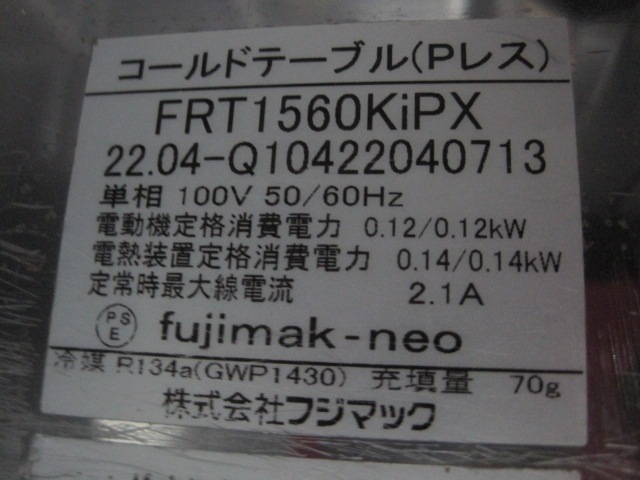 コールドテーブル(Pレス)
FRT1560KiPX
22.04-Q10422040713
単相 100V 50/60Hz
電動機定格消費電力 0.12/0.12kW
電熱装置定格消費電力 0.14/0.14kW
定常時最大線電流 2.1A
PSE fujimak-neo
冷媒 R134a(GWP1430) 充填量 70g
株式会社フジマック